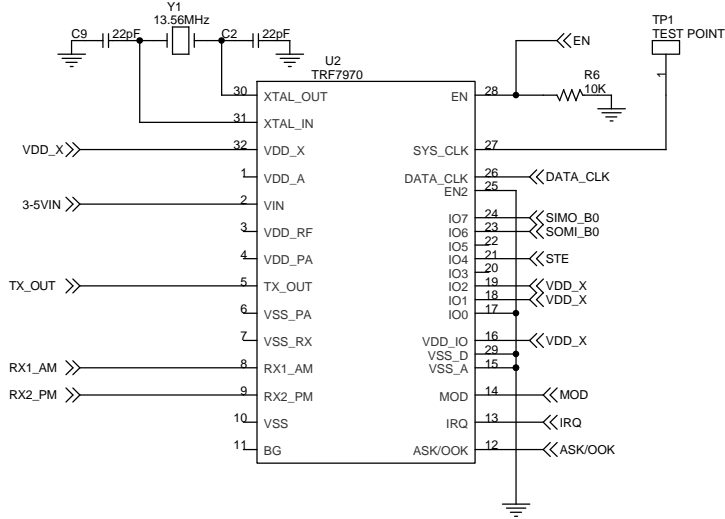 Y1
13.56MHz
C9 22pF
C2 22pF
U2
TRF7970
EN
R6
10K
TP1
TEST POINT
1
30 XTAL_OUT
31 XTAL_IN
VDD_X 32 VDD_X
1 VDD_A
3-5VIN 2 VIN
3 VDD_RF
4 VDD_PA
TX_OUT 5 TX_OUT
6 VSS_PA
7 VSS_RX
RX1_AM 8 RX1_AM
RX2_PM 9 RX2_PM
10 VSS
11 BG
EN 28
SYS_CLK 27
DATA_CLK 26 DATA_CLK
EN2 25
IO7 24 SIMO_B0
IO6 23 SOMI_B0
IO5 22
IO4 21 STE
IO3 20
IO2 19 VDD_X
IO1 18 VDD_X
IO0 17
VDD_IO 16 VDD_X
VSS_D 29
VSS_A 15
MOD 14 MOD
IRQ 13 IRQ
ASK/OOK 12 ASK/OOK